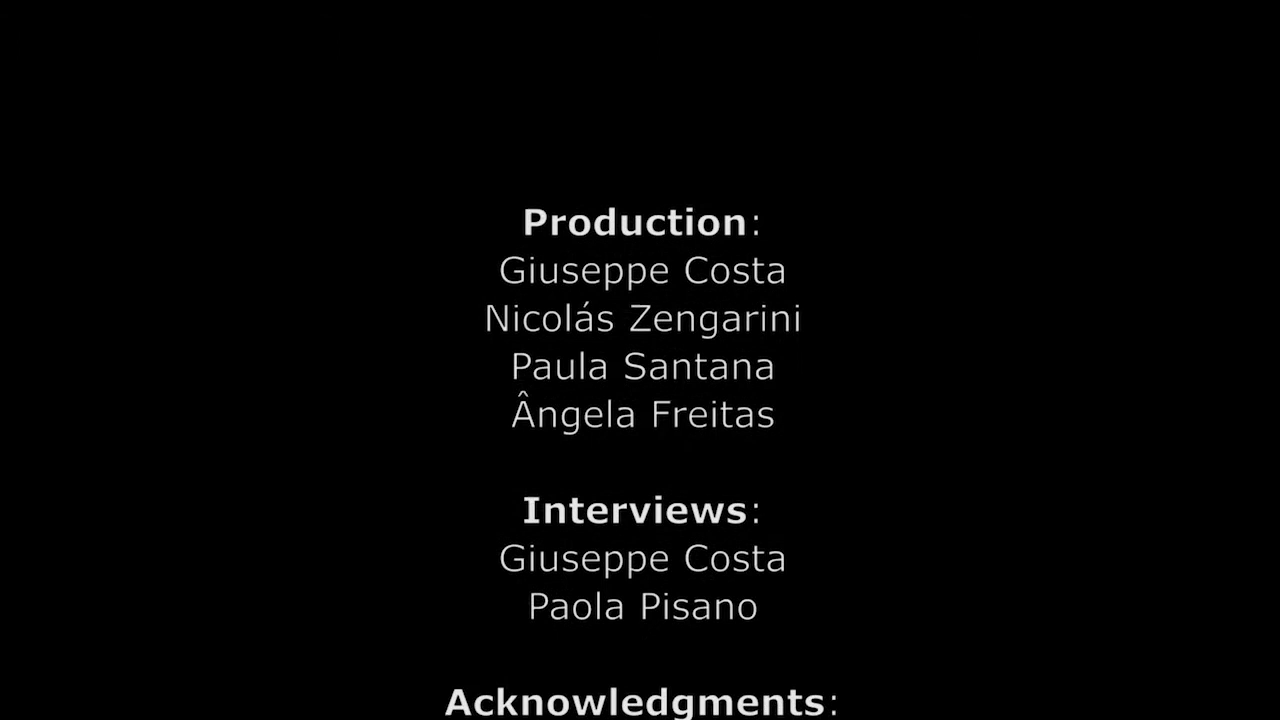 Production:
Giuseppe Costa
Nicolás Zengarini
Paula Santana
Ângela Freitas
Interviews:
Giuseppe Costa
Paola Pisano
Acknowledgments: